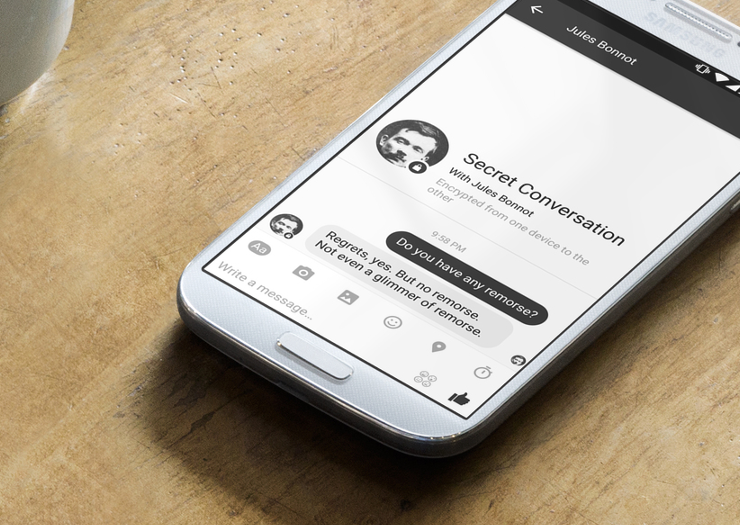 SAMSUNG
Jules Bonnot
Secret Conversation
With Jules Bonnot
Encrypted from one device to the
other
9:58 PM
Do you have any remorse?
Regrets, yes. But no remorse.
Not even a glimmer of remorse.
Aa
Write a message...